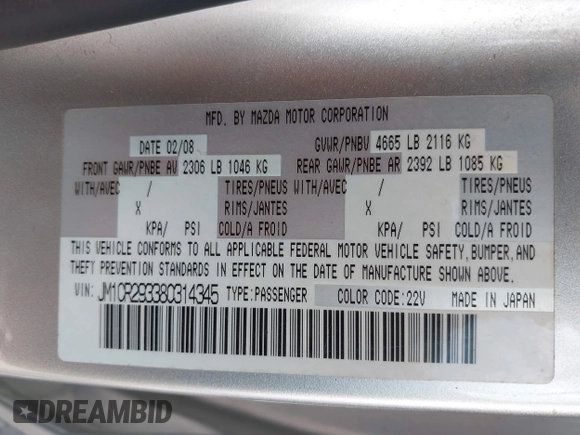 MFD. BY MAZDA MOTOR CORPORATION
DATE 02/08 GVWR/PNBV 4665 LB 2116 KG
FRONT GAWR/PNBE AV 2306 LB 1046 KG REAR GAWR/PNBE AR 2392 LB 1085 KG
WITH/AVEC / TIRES/PNEUS WITH/AVEC / TIRES/PNEUS
X RIMS/JANTES X RIMS/JANTES
KPA/ PSI COLD/A FROID KPA/ PSI COLD/A FROID
THIS VEHICLE CONFORMS TO ALL APPLICABLE FEDERAL MOTOR VEHICLE SAFETY, BUMPER, AND
THEFT PREVENTION STANDARDS IN EFFECT ON THE DATE OF MANUFACTURE SHOWN ABOVE.
VIN: JM1CR293380314345 TYPE:PASSENGER COLOR CODE:22V MADE IN JAPAN
DREAMBID